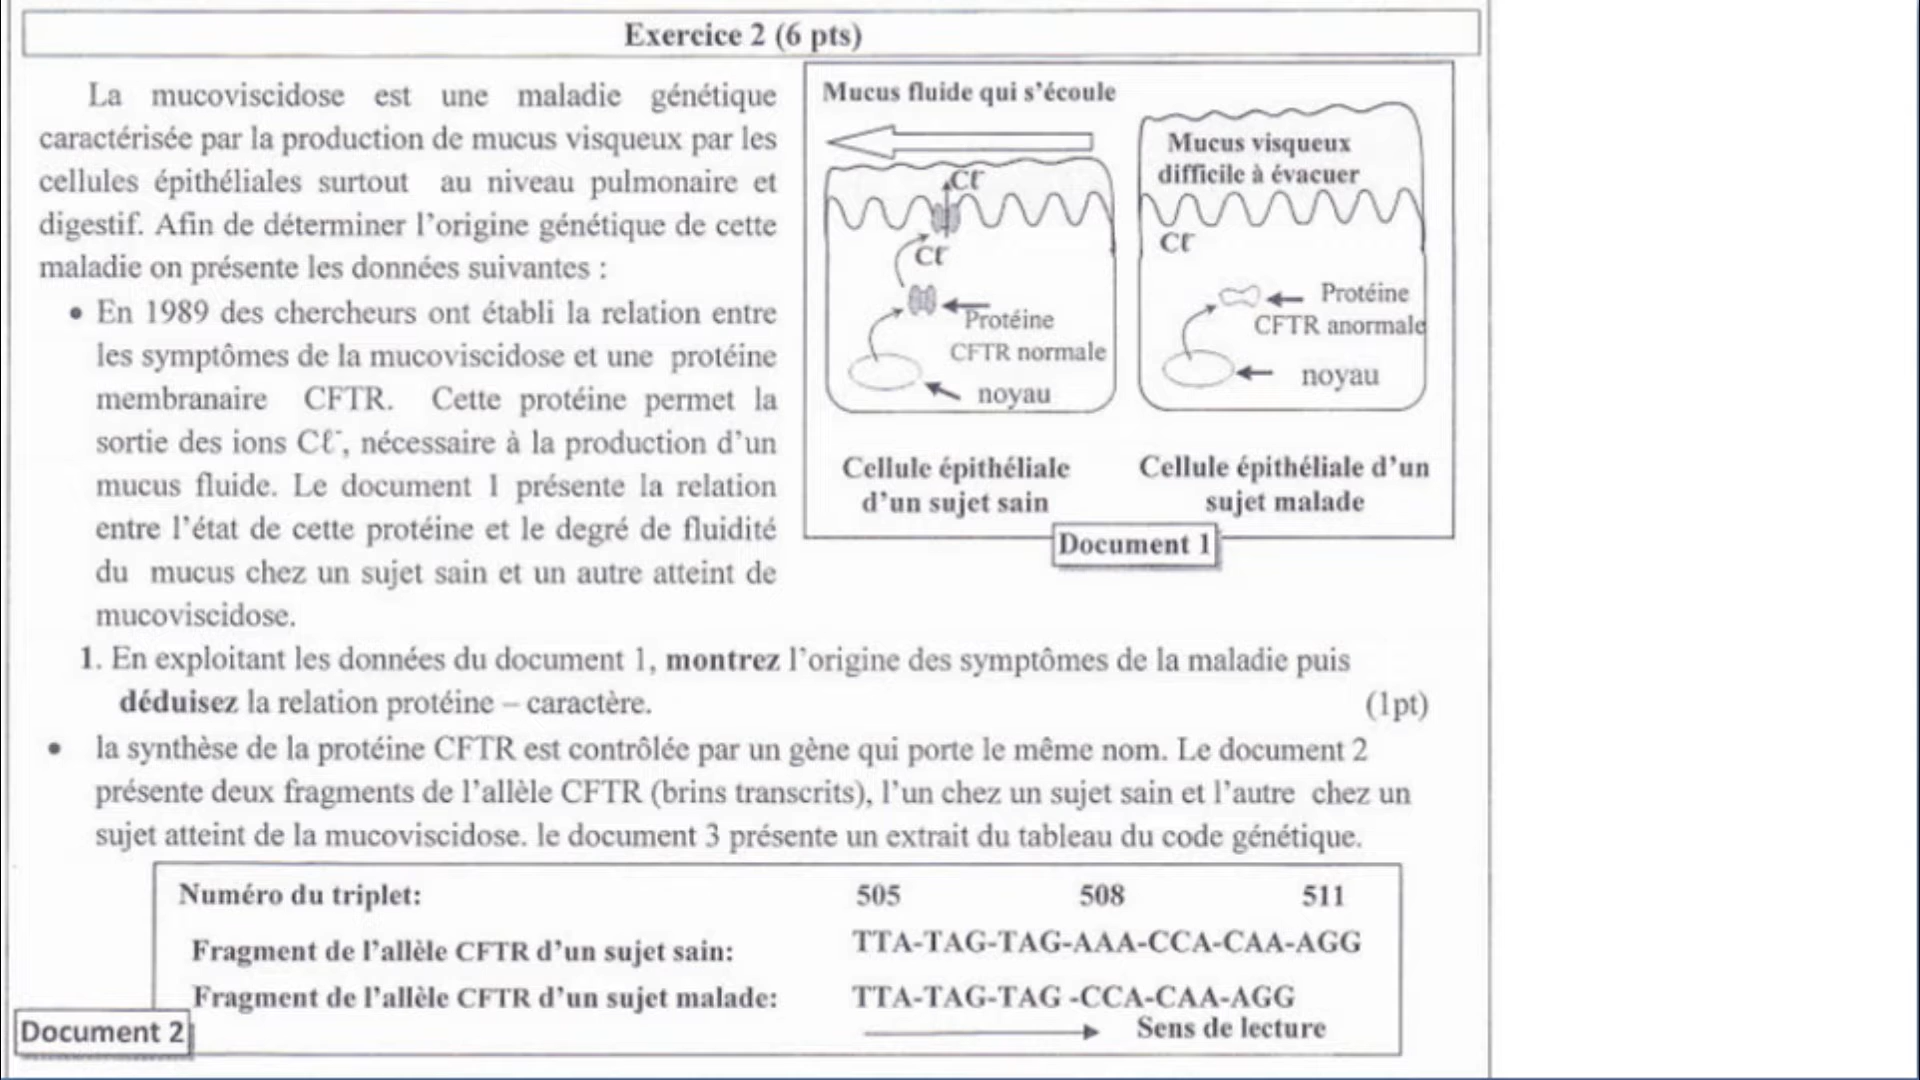 Exercice 2 (6 pts)
La mucoviscidose est une maladie génétique
caractérisée par la production de mucus visqueux par les
cellules épithéliales surtout au niveau pulmonaire et
digestif. Afin de déterminer l'origine génétique de cette
maladie on présente les données suivantes :
• En 1989 des chercheurs ont établi la relation entre
les symptômes de la mucoviscidose et une protéine
membranaire CFTR. Cette protéine permet la
sortie des ions Cℓ⁻, nécessaire à la production d'un
mucus fluide. Le document 1 présente la relation
entre l'état de cette protéine et le degré de fluidité
du mucus chez un sujet sain et un autre atteint de
mucoviscidose.
Mucus fluide qui s'écoule
Cℓ⁻
Cℓ⁻
Protéine
CFTR normale
noyau
Cellule épithéliale
d'un sujet sain
Mucus visqueux
difficile à évacuer
Cℓ⁻
Protéine
CFTR anormale
noyau
Cellule épithéliale d'un
sujet malade
Document 1
1. En exploitant les données du document 1, montrez l'origine des symptômes de la maladie puis
déduisez la relation protéine – caractère. (1pt)
• la synthèse de la protéine CFTR est contrôlée par un gène qui porte le même nom. Le document 2
présente deux fragments de l'allèle CFTR (brins transcrits), l'un chez un sujet sain et l'autre chez un
sujet atteint de la mucoviscidose. le document 3 présente un extrait du tableau du code génétique.
Numéro du triplet: 505 508 511
Fragment de l'allèle CFTR d'un sujet sain: TTA-TAG-TAG-AAA-CCA-CAA-AGG
Fragment de l'allèle CFTR d'un sujet malade: TTA-TAG-TAG -CCA-CAA-AGG
Sens de lecture
Document 2